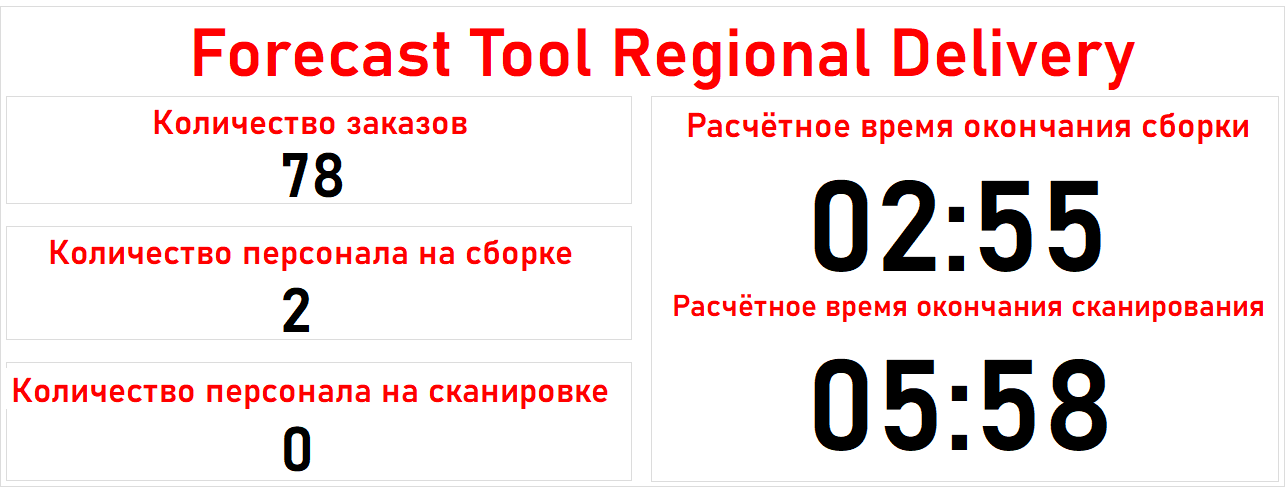 Forecast Tool Regional Delivery
Количество заказов
78
Количество персонала на сборке
2
Количество персонала на сканировке
0
Расчётное время окончания сборки
02:55
Расчётное время окончания сканирования
05:58